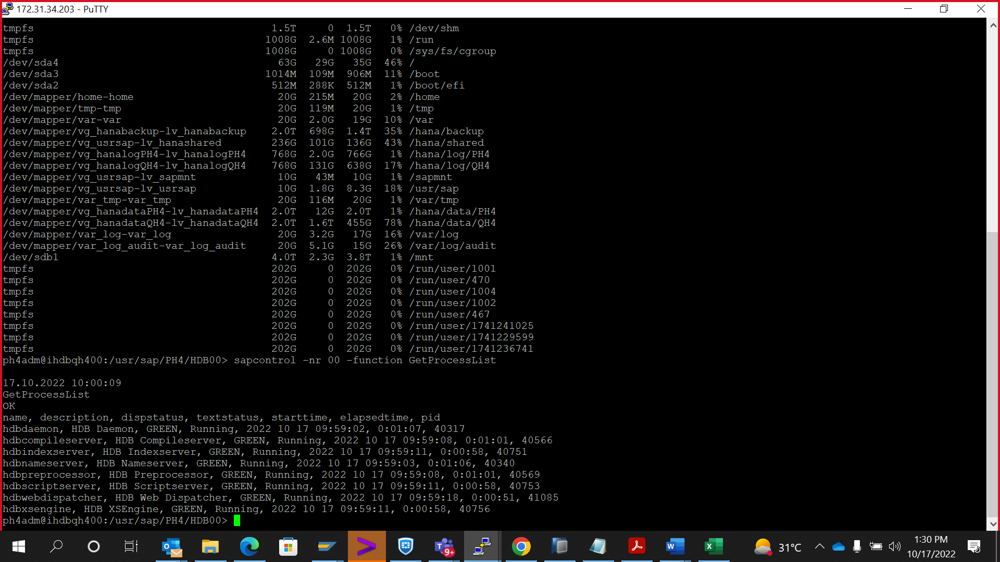 172.31.34.203 - PuTTY
tmpfs 1.5T 0 1.5T 0% /dev/shm
tmpfs 1008G 2.6M 1008G 1% /run
tmpfs 1008G 0 1008G 0% /sys/fs/cgroup
/dev/sda4 63G 29G 35G 46% /
/dev/sda3 1014M 109M 906M 11% /boot
/dev/sda2 512M 288K 512M 1% /boot/efi
/dev/mapper/home-home 20G 215M 20G 2% /home
/dev/mapper/tmp-tmp 20G 119M 20G 1% /tmp
/dev/mapper/var-var 20G 2.0G 19G 10% /var
/dev/mapper/vg_hanabackup-lv_hanabackup 2.0T 698G 1.4T 35% /hana/backup
/dev/mapper/vg_usrsap-lv_hanashared 236G 101G 136G 43% /hana/shared
/dev/mapper/vg_hanalogPH4-lv_hanalogPH4 768G 2.0G 766G 1% /hana/log/PH4
/dev/mapper/vg_hanalogQH4-lv_hanalogQH4 768G 131G 638G 17% /hana/log/QH4
/dev/mapper/vg_usrsap-lv_sapmnt 10G 43M 10G 1% /sapmnt
/dev/mapper/vg_usrsap-lv_usrsap 10G 1.8G 8.3G 18% /usr/sap
/dev/mapper/var_tmp-var_tmp 20G 116M 20G 1% /var/tmp
/dev/mapper/vg_hanadataPH4-lv_hanadataPH4 2.0T 12G 2.0T 1% /hana/data/PH4
/dev/mapper/vg_hanadataQH4-lv_hanadataQH4 2.0T 1.6T 455G 78% /hana/data/QH4
/dev/mapper/var_log-var_log 20G 3.2G 17G 16% /var/log
/dev/mapper/var_log_audit-var_log_audit 20G 5.1G 15G 26% /var/log/audit
/dev/sdb1 4.0T 2.3G 3.8T 1% /mnt
tmpfs 202G 0 202G 0% /run/user/1001
tmpfs 202G 0 202G 0% /run/user/470
tmpfs 202G 0 202G 0% /run/user/1004
tmpfs 202G 0 202G 0% /run/user/1002
tmpfs 202G 0 202G 0% /run/user/467
tmpfs 202G 0 202G 0% /run/user/1741241025
tmpfs 202G 0 202G 0% /run/user/1741229599
tmpfs 202G 0 202G 0% /run/user/1741236741
ph4adm@ihdbqh400:/usr/sap/PH4/HDB00> sapcontrol -nr 00 -function GetProcessList
17.10.2022 10:00:09
GetProcessList
OK
name, description, dispstatus, textstatus, starttime, elapsedtime, pid
hdbdaemon, HDB Daemon, GREEN, Running, 2022 10 17 09:59:02, 0:01:07, 40317
hdbcompileserver, HDB Compileserver, GREEN, Running, 2022 10 17 09:59:08, 0:01:01, 40566
hdbindexserver, HDB Indexserver, GREEN, Running, 2022 10 17 09:59:11, 0:00:58, 40751
hdbnameserver, HDB Nameserver, GREEN, Running, 2022 10 17 09:59:03, 0:01:06, 40340
hdbpreprocessor, HDB Preprocessor, GREEN, Running, 2022 10 17 09:59:08, 0:01:01, 40569
hdbscriptserver, HDB Scriptserver, GREEN, Running, 2022 10 17 09:59:11, 0:00:58, 40753
hdbwebdispatcher, HDB Web Dispatcher, GREEN, Running, 2022 10 17 09:59:18, 0:00:51, 41085
hdbxsengine, HDB XSEngine, GREEN, Running, 2022 10 17 09:59:11, 0:00:58, 40756
ph4adm@ihdbqh400:/usr/sap/PH4/HDB00>
9+
31°C
1:30 PM
10/17/2022